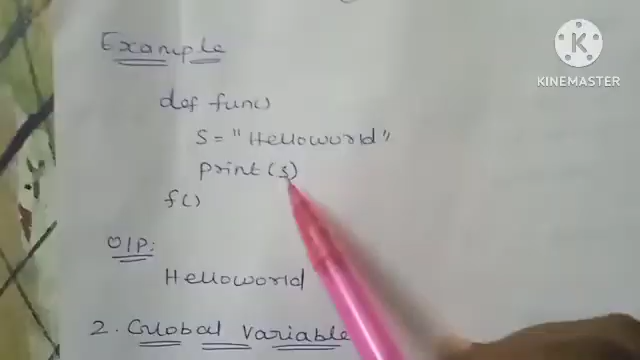 Example
def func()
S = "Helloworld"
print(s)
f()
O/P:
Helloworld
2. Global Variable
K
KINEMASTER